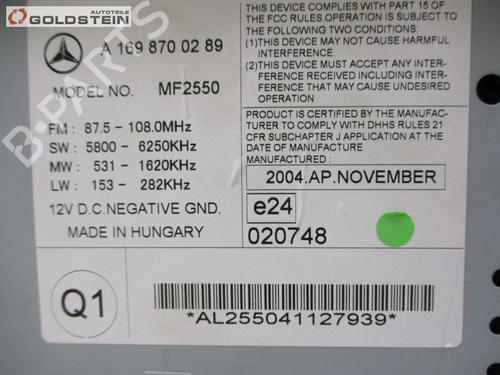 Autoteile
GOLDSTEIN
A 169 870 02 89
MODEL NO. MF2550
FM : 87.5 - 108.0MHz
SW : 5800 - 6250KHz
MW : 531 - 1620KHz
LW : 153 - 282KHz
12V D.C.NEGATIVE GND.
MADE IN HUNGARY
THIS DEVICE COMPLIES WITH PART 15 OF
THE FCC RULES OPERATION IS SUBJECT TO
THE FOLLOWING TWO CONDITIONS:
(1)THIS DEVICE MAY NOT CAUSE HARMFUL
INTERFERENCE.
(2)THIS DEVICE MUST ACCEPT ANY INTER-
FERENCE RECEIVED INCLUDING INTER-
FERENCE THAT MAY CAUSE UNDESIRED
OPERATION
PRODUCT IS CERTIFIED BY THE MANUFAC-
TURER TO COMPLY WITH DHHS RULES 21
CFR SUBCHAPTER J APPLICATION AT THE
DATE OF MANUFACTURE.
MANUFACTURED:
2004.AP.NOVEMBER
e24
020748
Q1
*AL255041127939*
B-PARTS